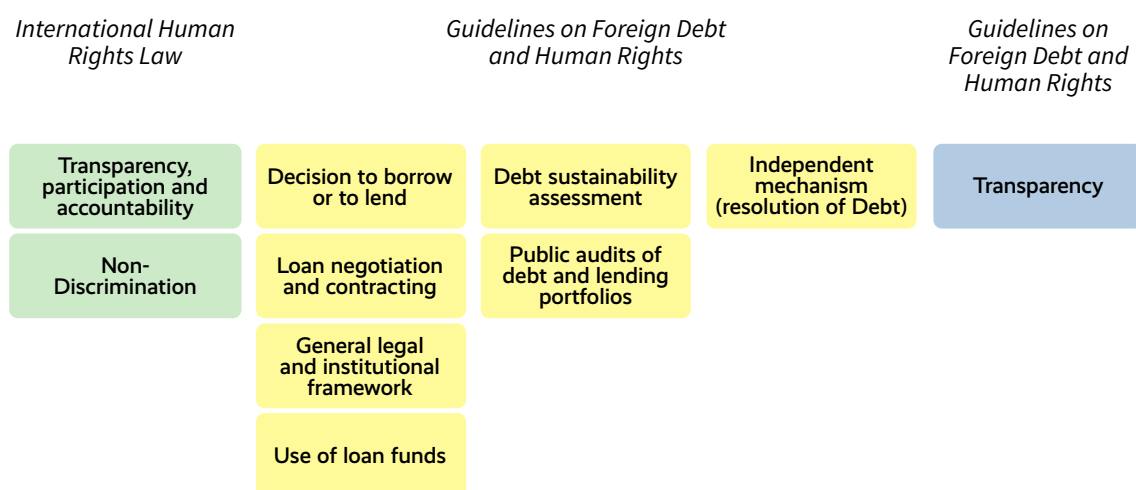 International Human
Rights Law
Guidelines on Foreign Debt
and Human Rights
Guidelines on
Foreign Debt and
Human Rights
Transparency,
participation and
accountability
Decision to borrow
or to lend
Debt sustainability
assessment
Independent
mechanism
(resolution of Debt)
Transparency
Non-
Discrimination
Loan negotiation
and contracting
Public audits of
debt and lending
portfolios
General legal
and institutional
framework
Use of loan funds